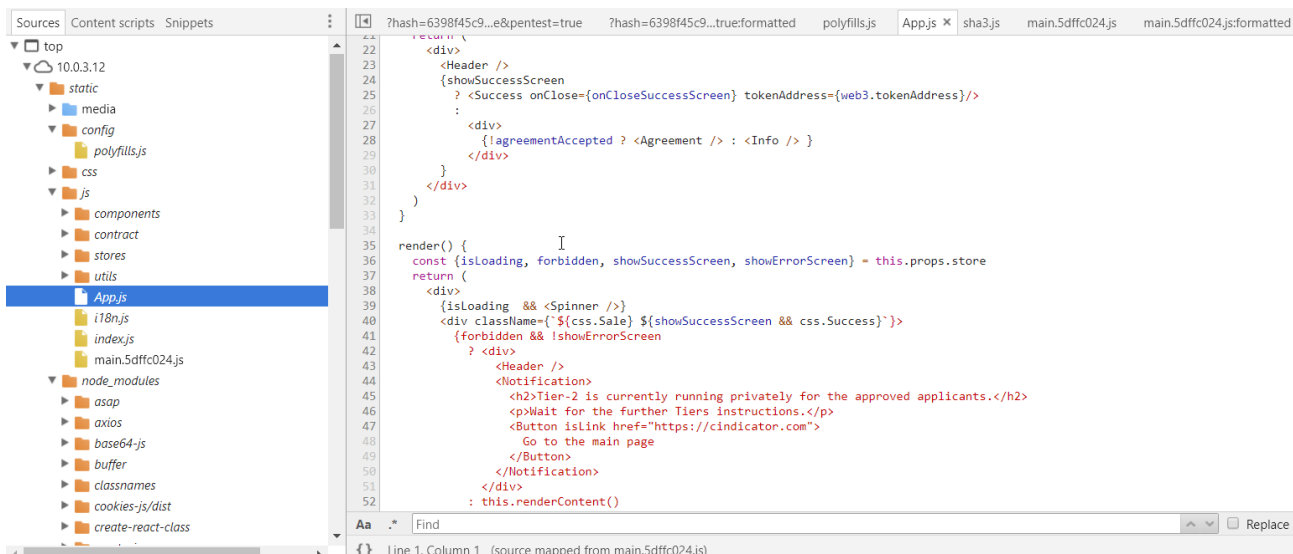 Sources Content scripts Snippets
?hash=6398f45c9...e&pentest=true ?hash=6398f45c9...true:formatted polyfills.js App.js × sha3.js main.5dffc024.js main.5dffc024.js:formatted
top
10.0.3.12
static
media
config
polyfills.js
css
js
components
contract
stores
utils
App.js
i18n.js
index.js
main.5dffc024.js
node_modules
asap
axios
base64-js
buffer
classnames
cookies-js/dist
create-react-class
21 return (
22 <div>
23 <Header />
24 {showSuccessScreen
25 ? <Success onClose={onCloseSuccessScreen} tokenAddress={web3.tokenAddress}/>
26 :
27 <div>
28 {!agreementAccepted ? <Agreement /> : <Info /> }
29 </div>
30 }
31 </div>
32 )
33 }
34
35 render() {
36 const {isLoading, forbidden, showSuccessScreen, showErrorScreen} = this.props.store
37 return (
38 <div>
39 {isLoading && <Spinner />}
40 <div className={`${css.Sale} ${showSuccessScreen && css.Success}`}>
41 {forbidden && !showErrorScreen
42 ? <div>
43 <Header />
44 <Notification>
45 <h2>Tier-2 is currently running privately for the approved applicants.</h2>
46 <p>Wait for the further Tiers instructions.</p>
47 <Button isLink href="https://cindicator.com">
48 Go to the main page
49 </Button>
50 </Notification>
51 </div>
52 : this.renderContent()
Aa .* Find Replace
{} Line 1, Column 1 (source mapped from main.5dffc024.js)